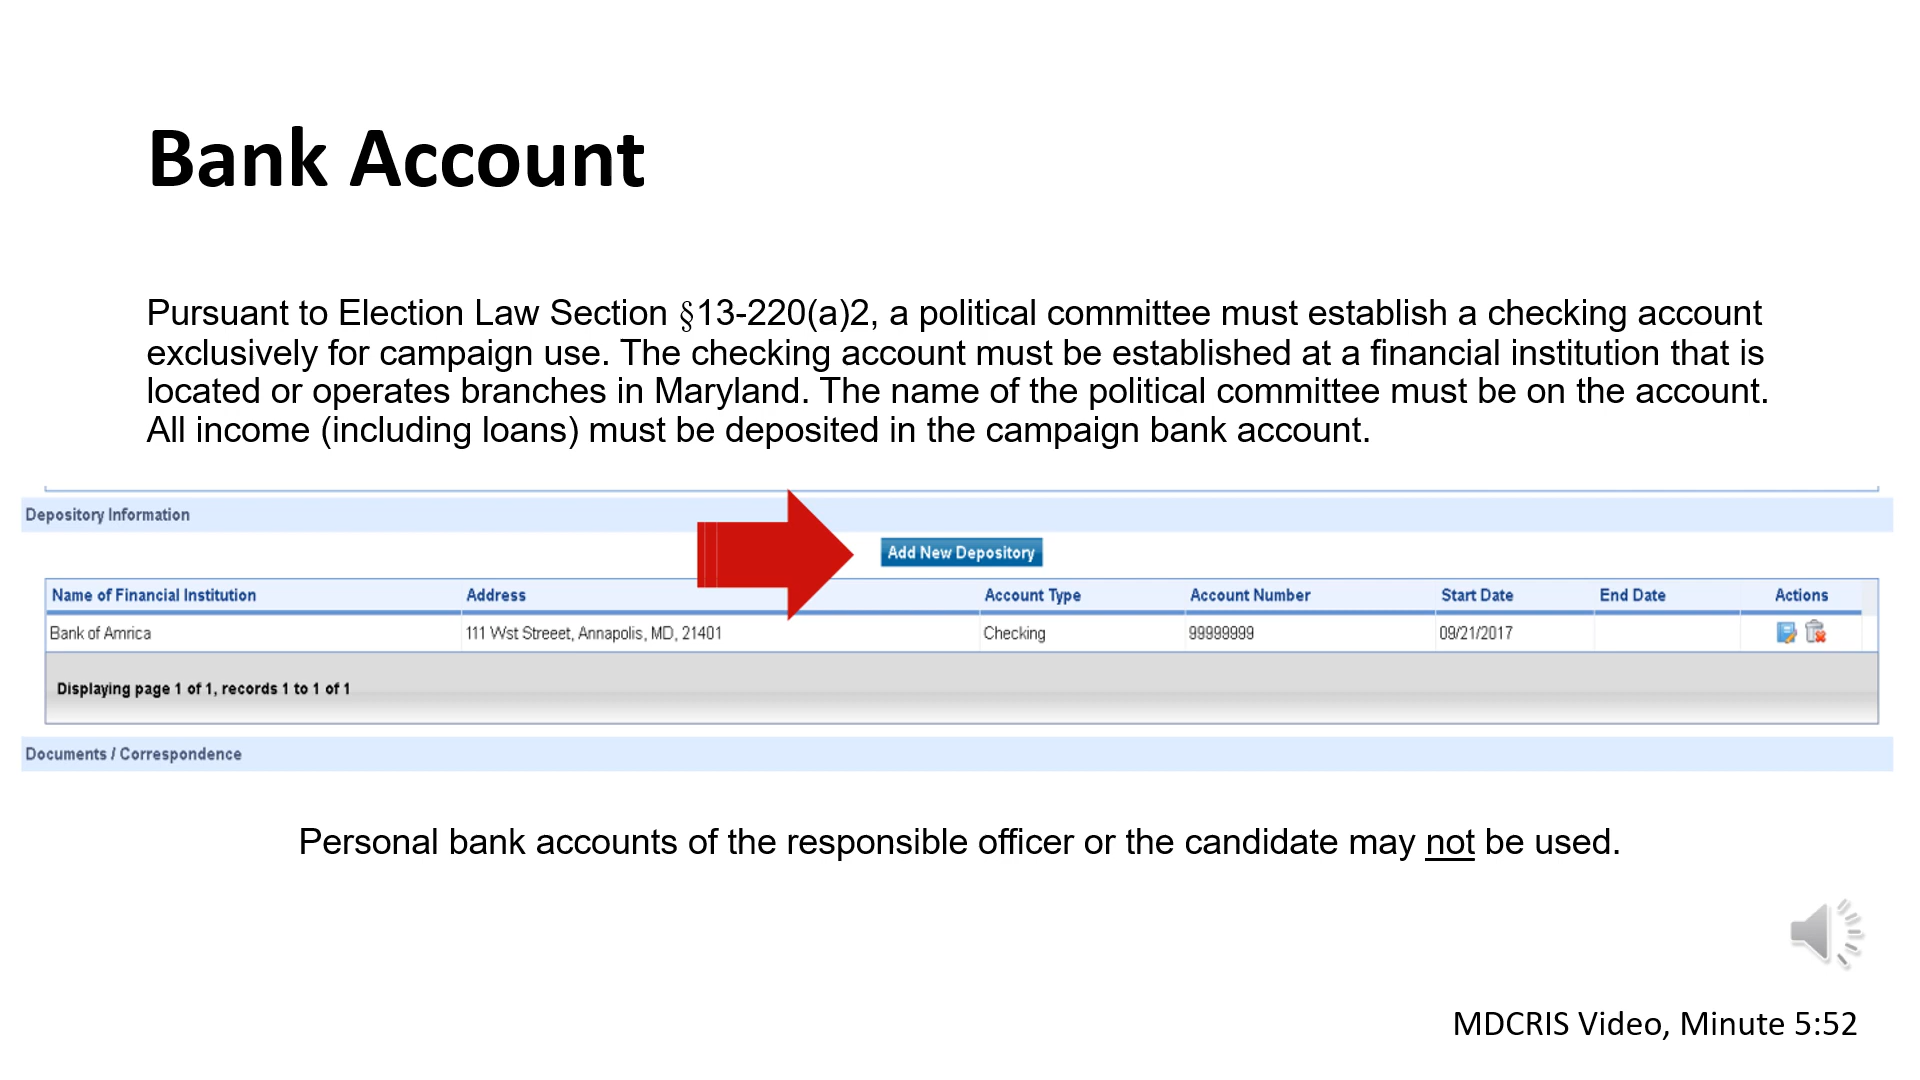 Bank Account
Pursuant to Election Law Section §13-220(a)2, a political committee must establish a checking account
exclusively for campaign use. The checking account must be established at a financial institution that is
located or operates branches in Maryland. The name of the political committee must be on the account.
All income (including loans) must be deposited in the campaign bank account.
Depository Information
Add New Depository
Name of Financial Institution Address Account Type Account Number Start Date End Date Actions
Bank of Amrica 111 Wst Streeet, Annapolis, MD, 21401 Checking 99999999 09/21/2017
Displaying page 1 of 1, records 1 to 1 of 1
Documents / Correspondence
Personal bank accounts of the responsible officer or the candidate may not be used.
MDCRIS Video, Minute 5:52